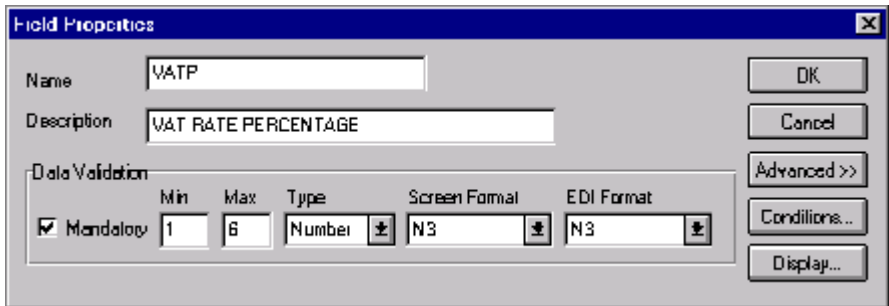 Field Properties
Name VATP OK
Description VAT RATE PERCENTAGE Cancel
Data Validation Advanced >>
Min Max Type Screen Format EDI Format
Mandatory 1 6 Number N3 N3 Conditions...
Display...